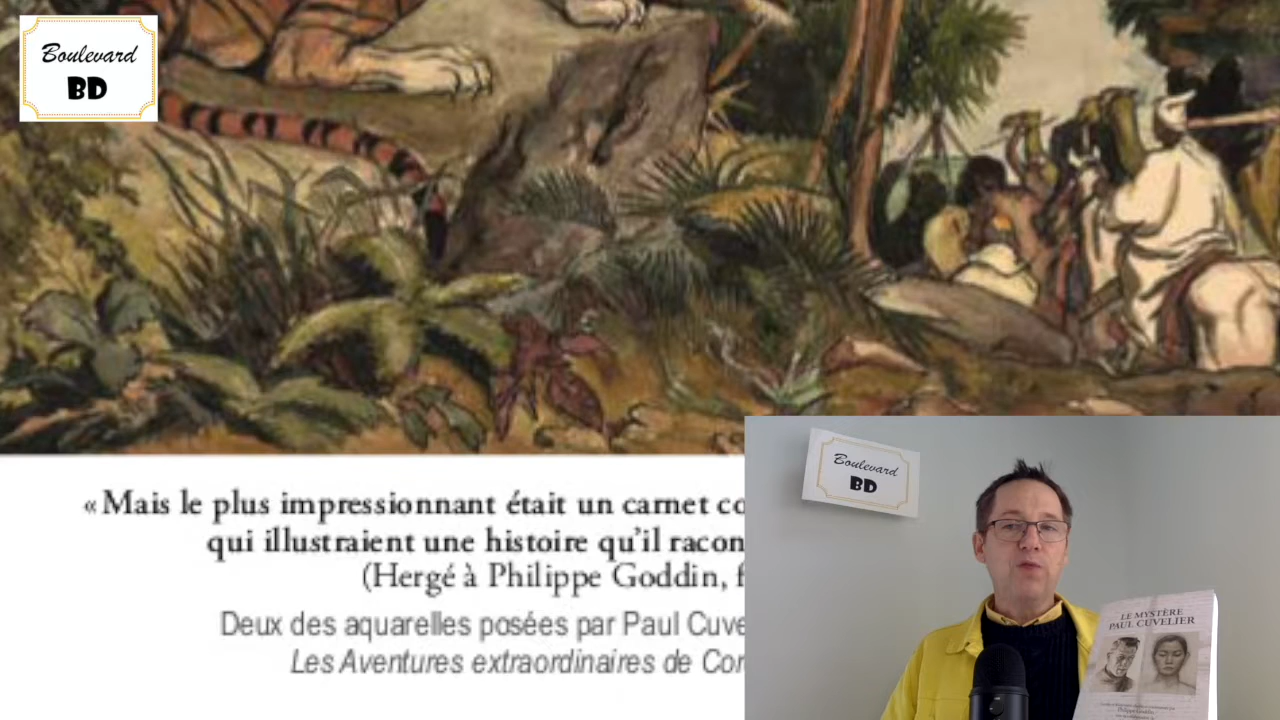 Boulevard
BD
« Mais le plus impressionnant était un carnet
qui illustraient une histoire qu'il racon
(Hergé à Philippe Goddin, f
Deux des aquarelles posées par Paul Cuve
Les Aventures extraordinaires de Cor
Boulevard
BD
LE MYSTÈRE
PAUL CUVELIER